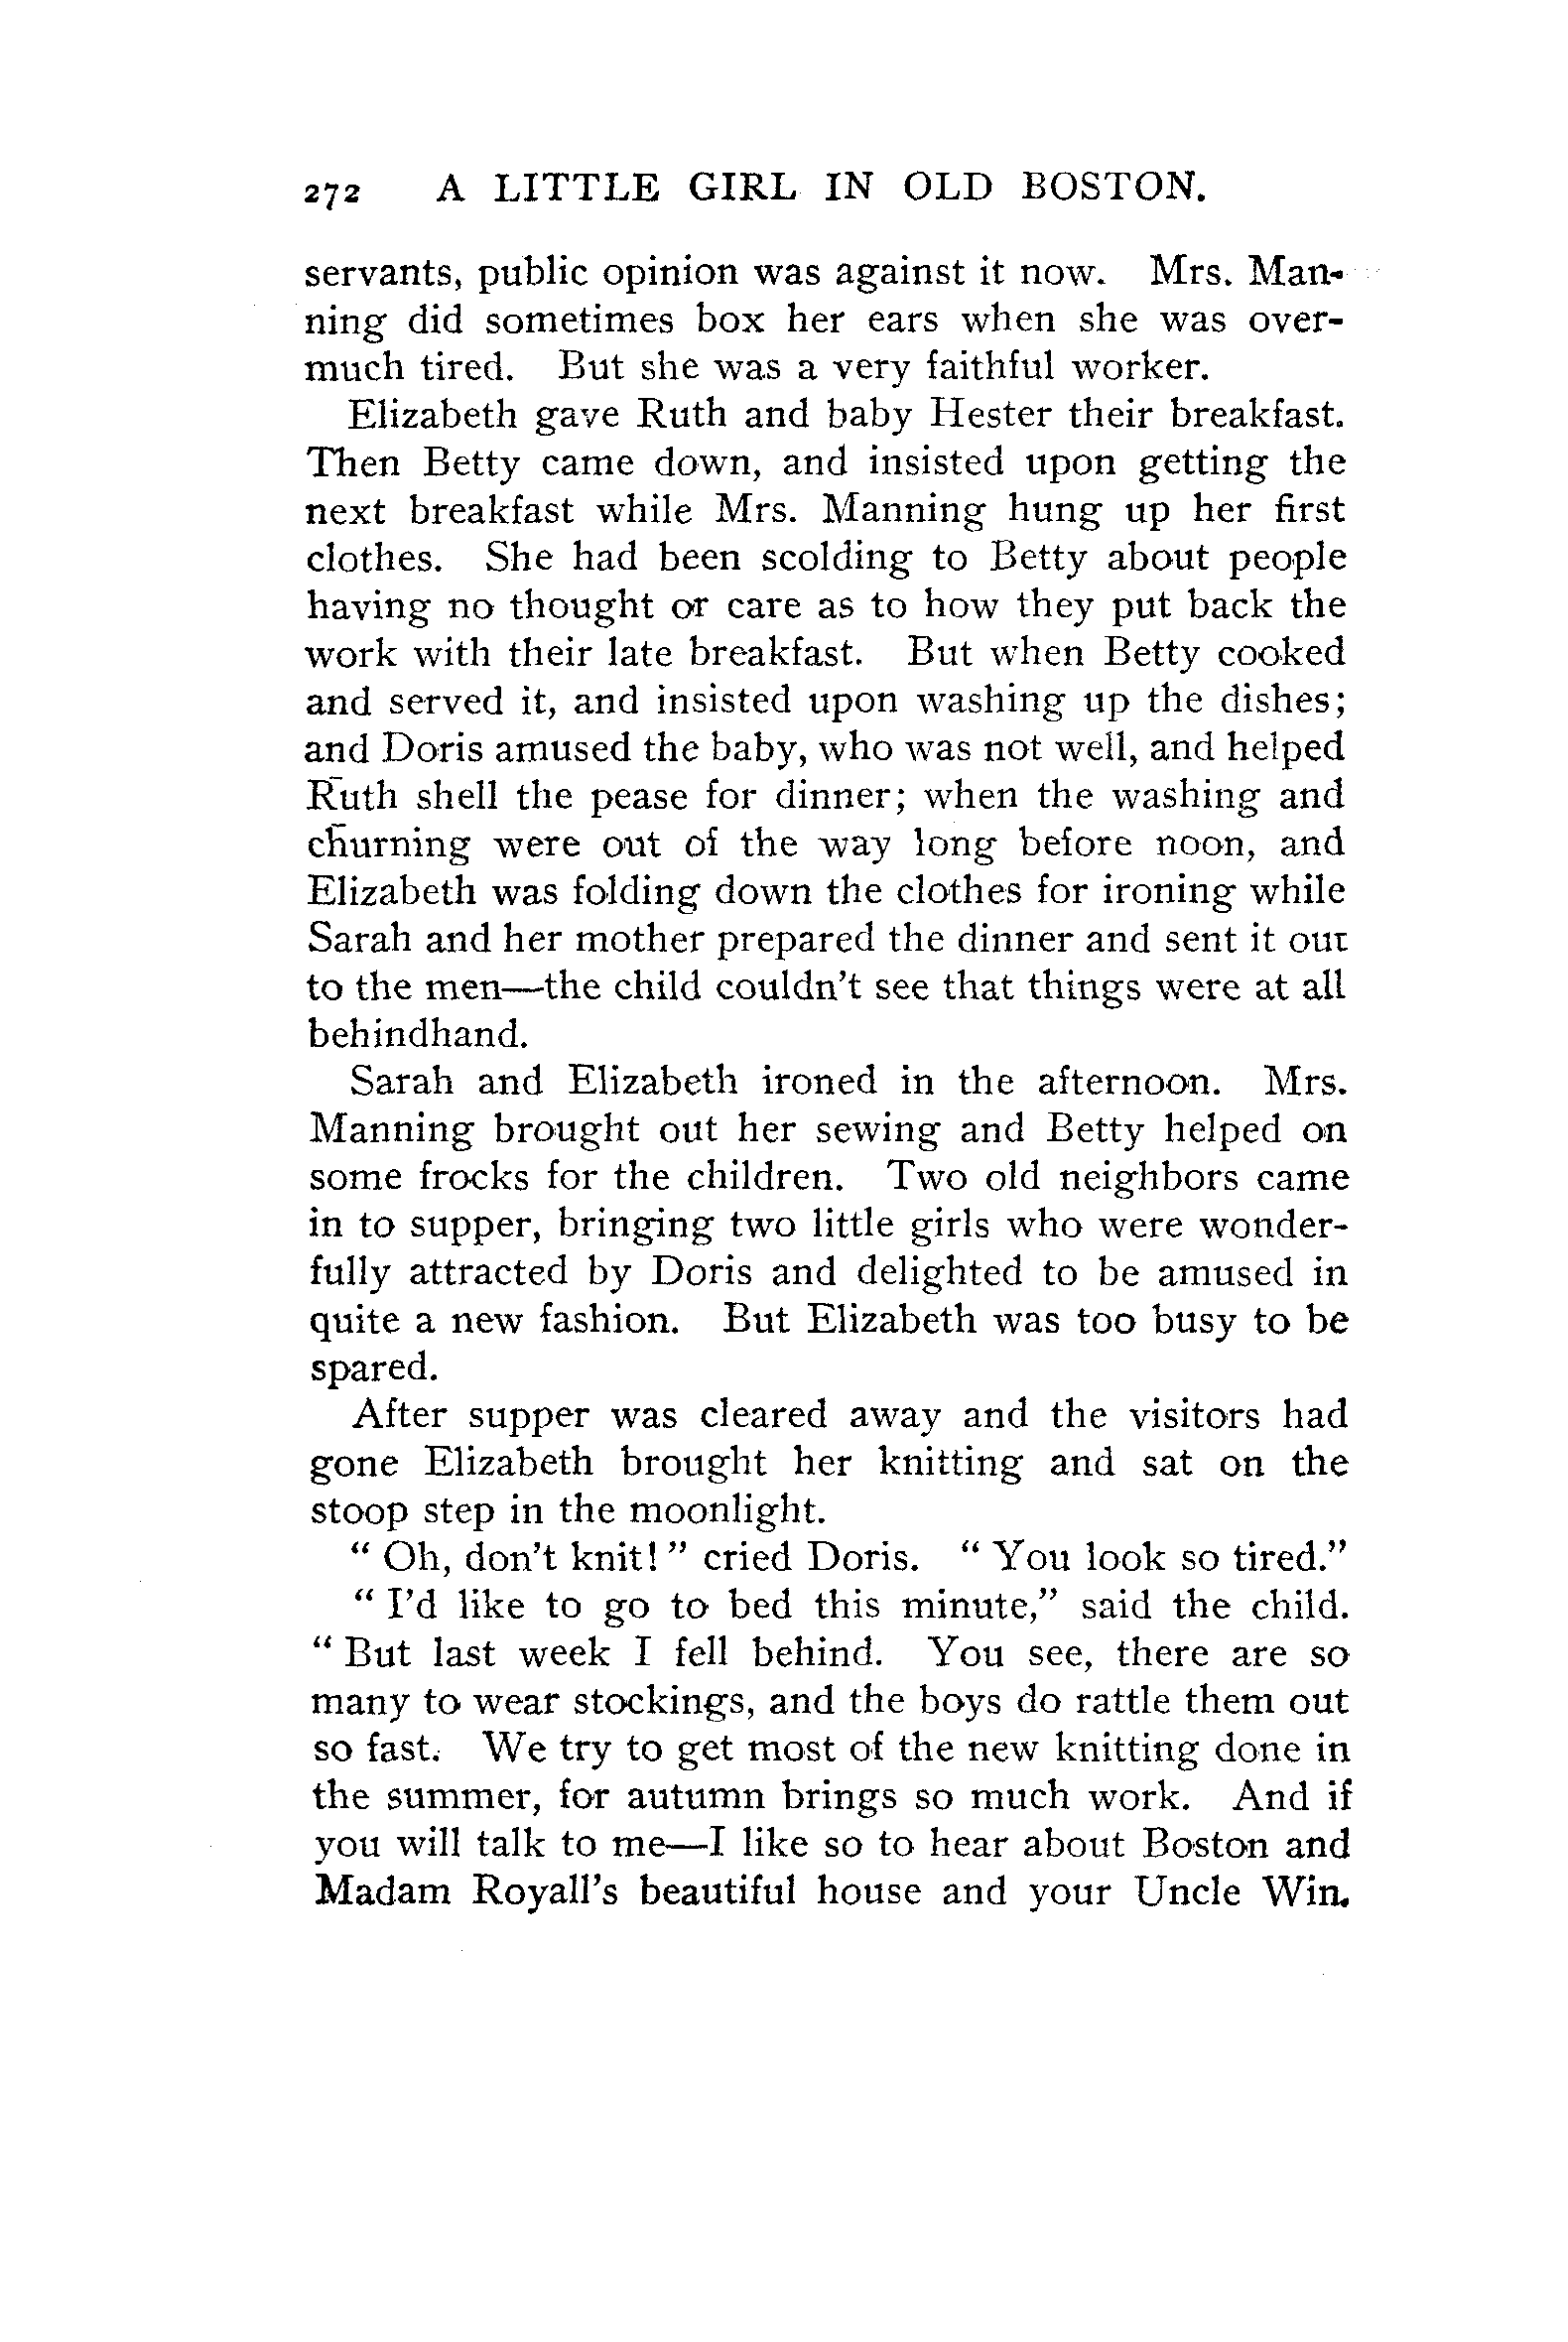 272 A LITTLE GIRL IN OLD BOSTON.
servants, public opinion was against it now. Mrs. Man-
ning did sometimes box her ears when she was over-
much tired. But she was a very faithful worker.
Elizabeth gave Ruth and baby Hester their breakfast.
Then Betty came down, and insisted upon getting the
next breakfast while Mrs. Manning hung up her first
clothes. She had been scolding to Betty about people
having no thought or care as to how they put back the
work with their late breakfast. But when Betty cooked
and served it, and insisted upon washing up the dishes;
and Doris amused the baby, who was not well, and helped
Ruth shell the pease for dinner; when the washing and
churning were out of the way long before noon, and
Elizabeth was folding down the clothes for ironing while
Sarah and her mother prepared the dinner and sent it out
to the men—the child couldn't see that things were at all
behindhand.
Sarah and Elizabeth ironed in the afternoon. Mrs.
Manning brought out her sewing and Betty helped on
some frocks for the children. Two old neighbors came
in to supper, bringing two little girls who were wonder-
fully attracted by Doris and delighted to be amused in
quite a new fashion. But Elizabeth was too busy to be
spared.
After supper was cleared away and the visitors had
gone Elizabeth brought her knitting and sat on the
stoop step in the moonlight.
“ Oh, don't knit! ” cried Doris. “ You look so tired.”
“ I'd like to go to bed this minute,” said the child.
“ But last week I fell behind. You see, there are so
many to wear stockings, and the boys do rattle them out
so fast. We try to get most of the new knitting done in
the summer, for autumn brings so much work. And if
you will talk to me—I like so to hear about Boston and
Madam Royall's beautiful house and your Uncle Win.